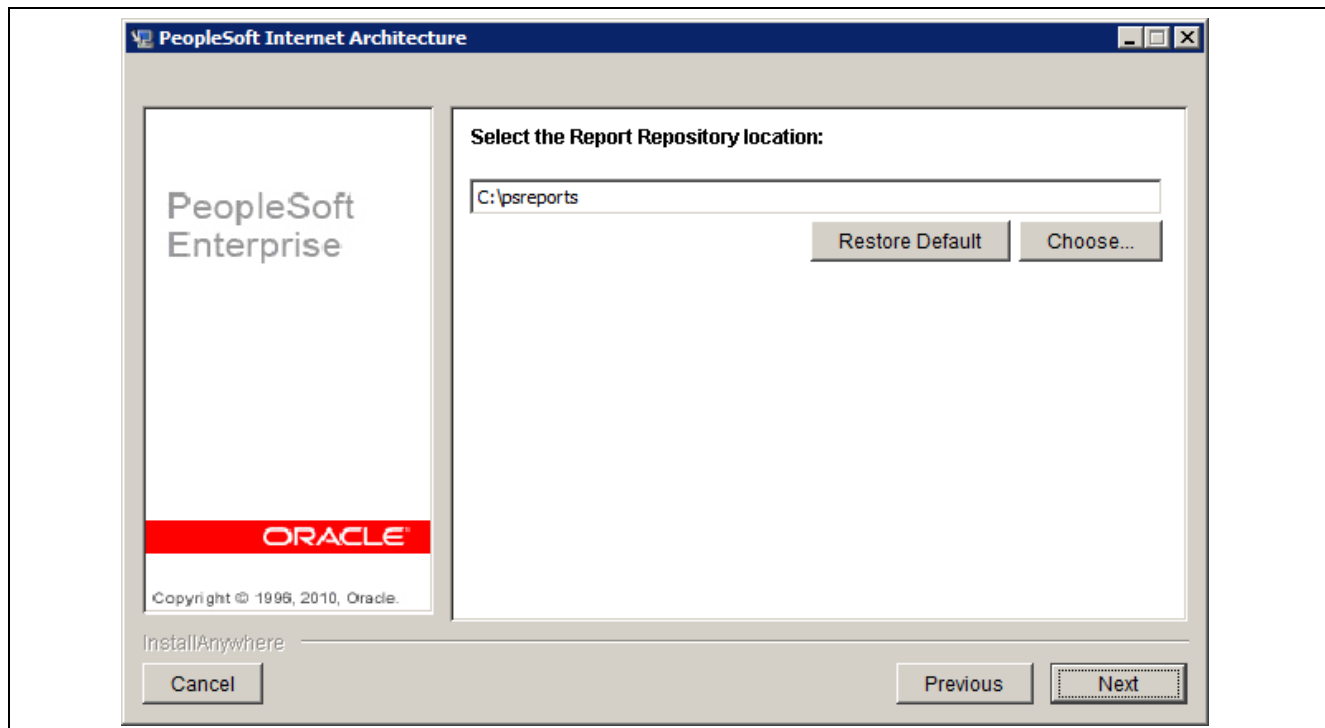 PeopleSoft Internet Architecture
PeopleSoft
Enterprise
ORACLE
Copyright © 1996, 2010, Oracle.
Select the Report Repository location:
C:\psreports
Restore Default
Choose...
InstallAnywhere
Cancel
Previous
Next